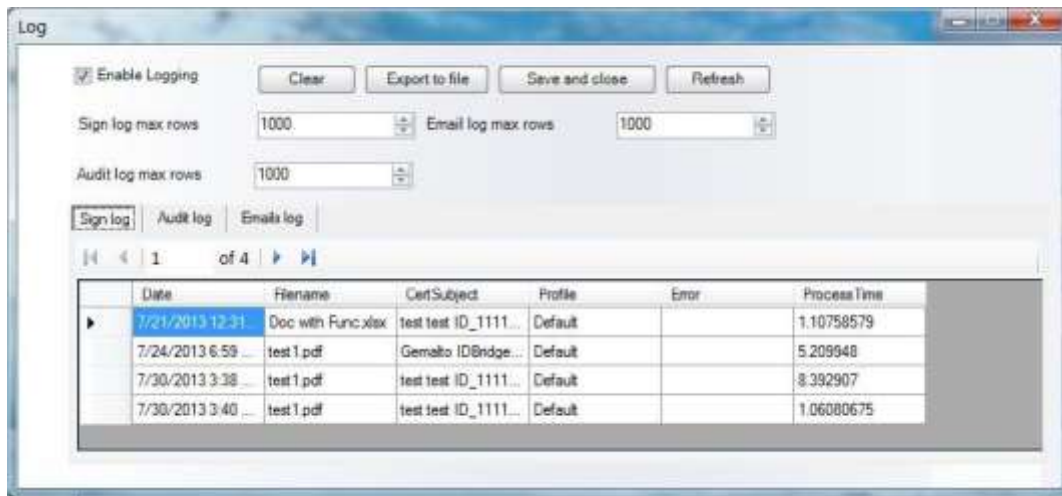 Log
Enable Logging Clear Export to file Save and close Refresh
Sign log max rows 1000 Email log max rows 1000
Audit log max rows 1000
Sign log Audit log Emails log
1 of 4
Date Filename CertSubject Profile Error ProcessTime
7/21/2013 12:31... Doc with Func.xlsx test test ID_1111... Default 1.10758579
7/24/2013 6:59 ... test1.pdf Gemalto IDBridge... Default 5.209948
7/30/2013 3:38 ... test1.pdf test test ID_1111... Default 8.392907
7/30/2013 3:40 ... test1.pdf test test ID_1111... Default 1.06080675